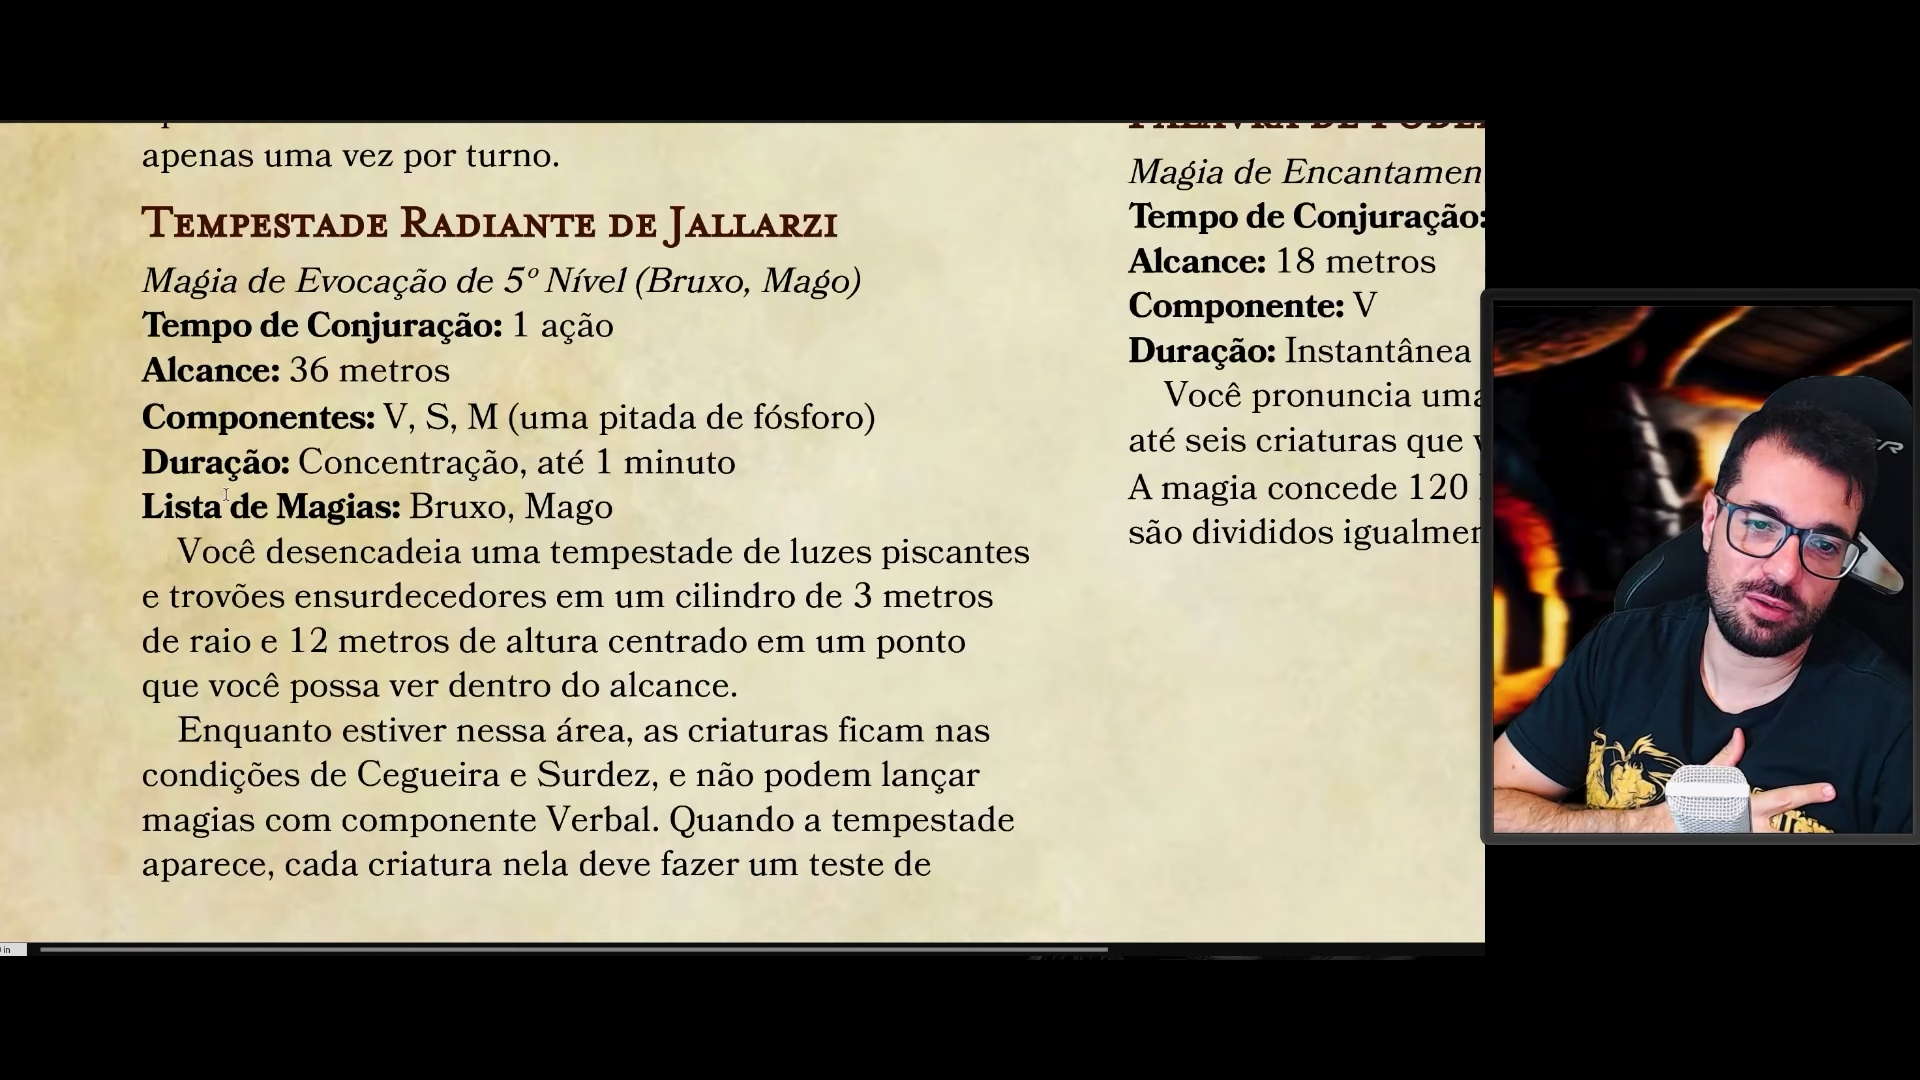 apenas uma vez por turno.
Tempestade Radiante de Jallarzi
Magia de Evocação de 5º Nível (Bruxo, Mago)
Tempo de Conjuração: 1 ação
Alcance: 36 metros
Componentes: V, S, M (uma pitada de fósforo)
Duração: Concentração, até 1 minuto
Lista de Magias: Bruxo, Mago
Você desencadeia uma tempestade de luzes piscantes
e trovões ensurdecedores em um cilindro de 3 metros
de raio e 12 metros de altura centrado em um ponto
que você possa ver dentro do alcance.
Enquanto estiver nessa área, as criaturas ficam nas
condições de Cegueira e Surdez, e não podem lançar
magias com componente Verbal. Quando a tempestade
aparece, cada criatura nela deve fazer um teste de
Palavra de Poder
Magia de Encantamen
Tempo de Conjuração:
Alcance: 18 metros
Componente: V
Duração: Instantânea
Você pronuncia uma
até seis criaturas que v
A magia concede 120
são divididos igualmen